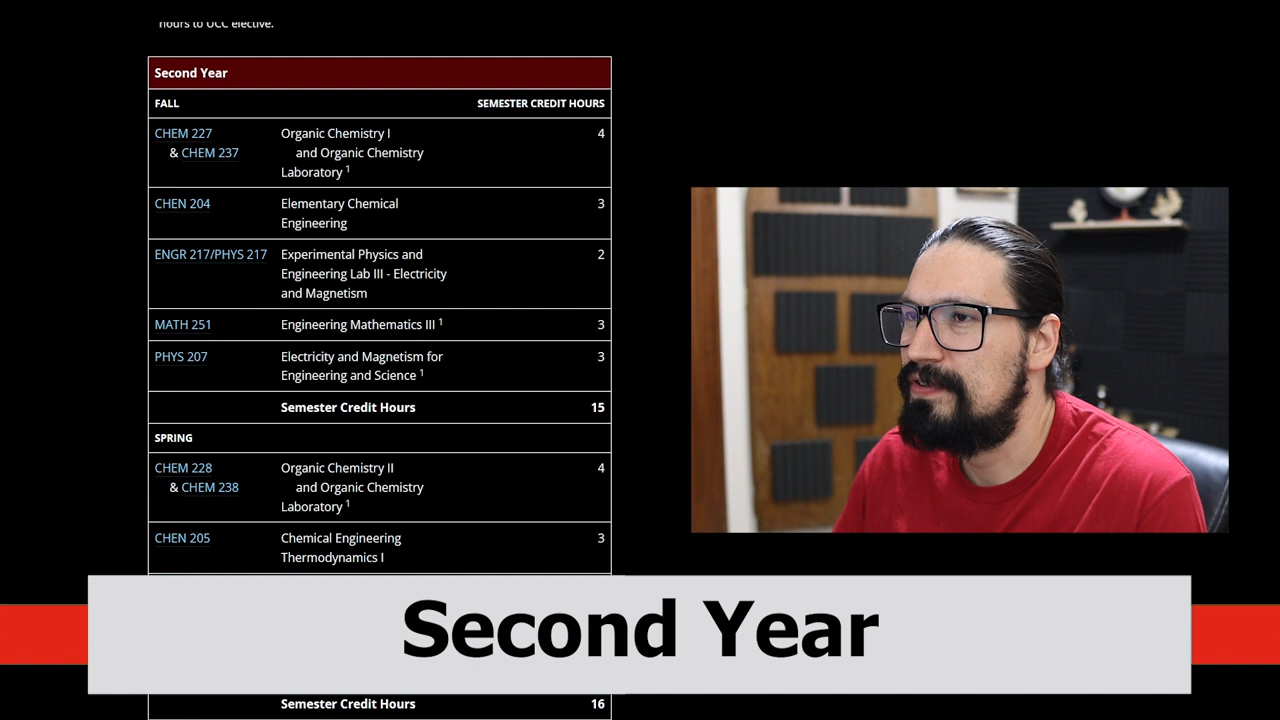 hours to UCC elective.
Second Year
FALL SEMESTER CREDIT HOURS
CHEM 227 Organic Chemistry I 4
& CHEM 237 and Organic Chemistry
Laboratory 1
CHEN 204 Elementary Chemical 3
Engineering
ENGR 217/PHYS 217 Experimental Physics and 2
Engineering Lab III - Electricity
and Magnetism
MATH 251 Engineering Mathematics III 1 3
PHYS 207 Electricity and Magnetism for 3
Engineering and Science 1
Semester Credit Hours 15
SPRING
CHEM 228 Organic Chemistry II 4
& CHEM 238 and Organic Chemistry
Laboratory 1
CHEN 205 Chemical Engineering 3
Thermodynamics I
Second Year
Semester Credit Hours 16